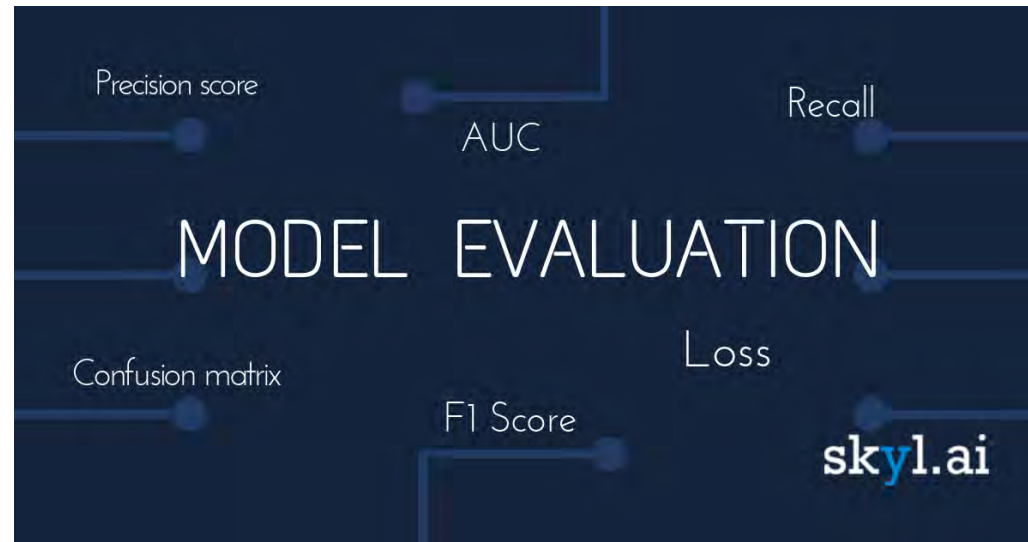 Precision score
AUC
Recall
MODEL EVALUATION
Loss
Confusion matrix
F1 Score
skyl.ai